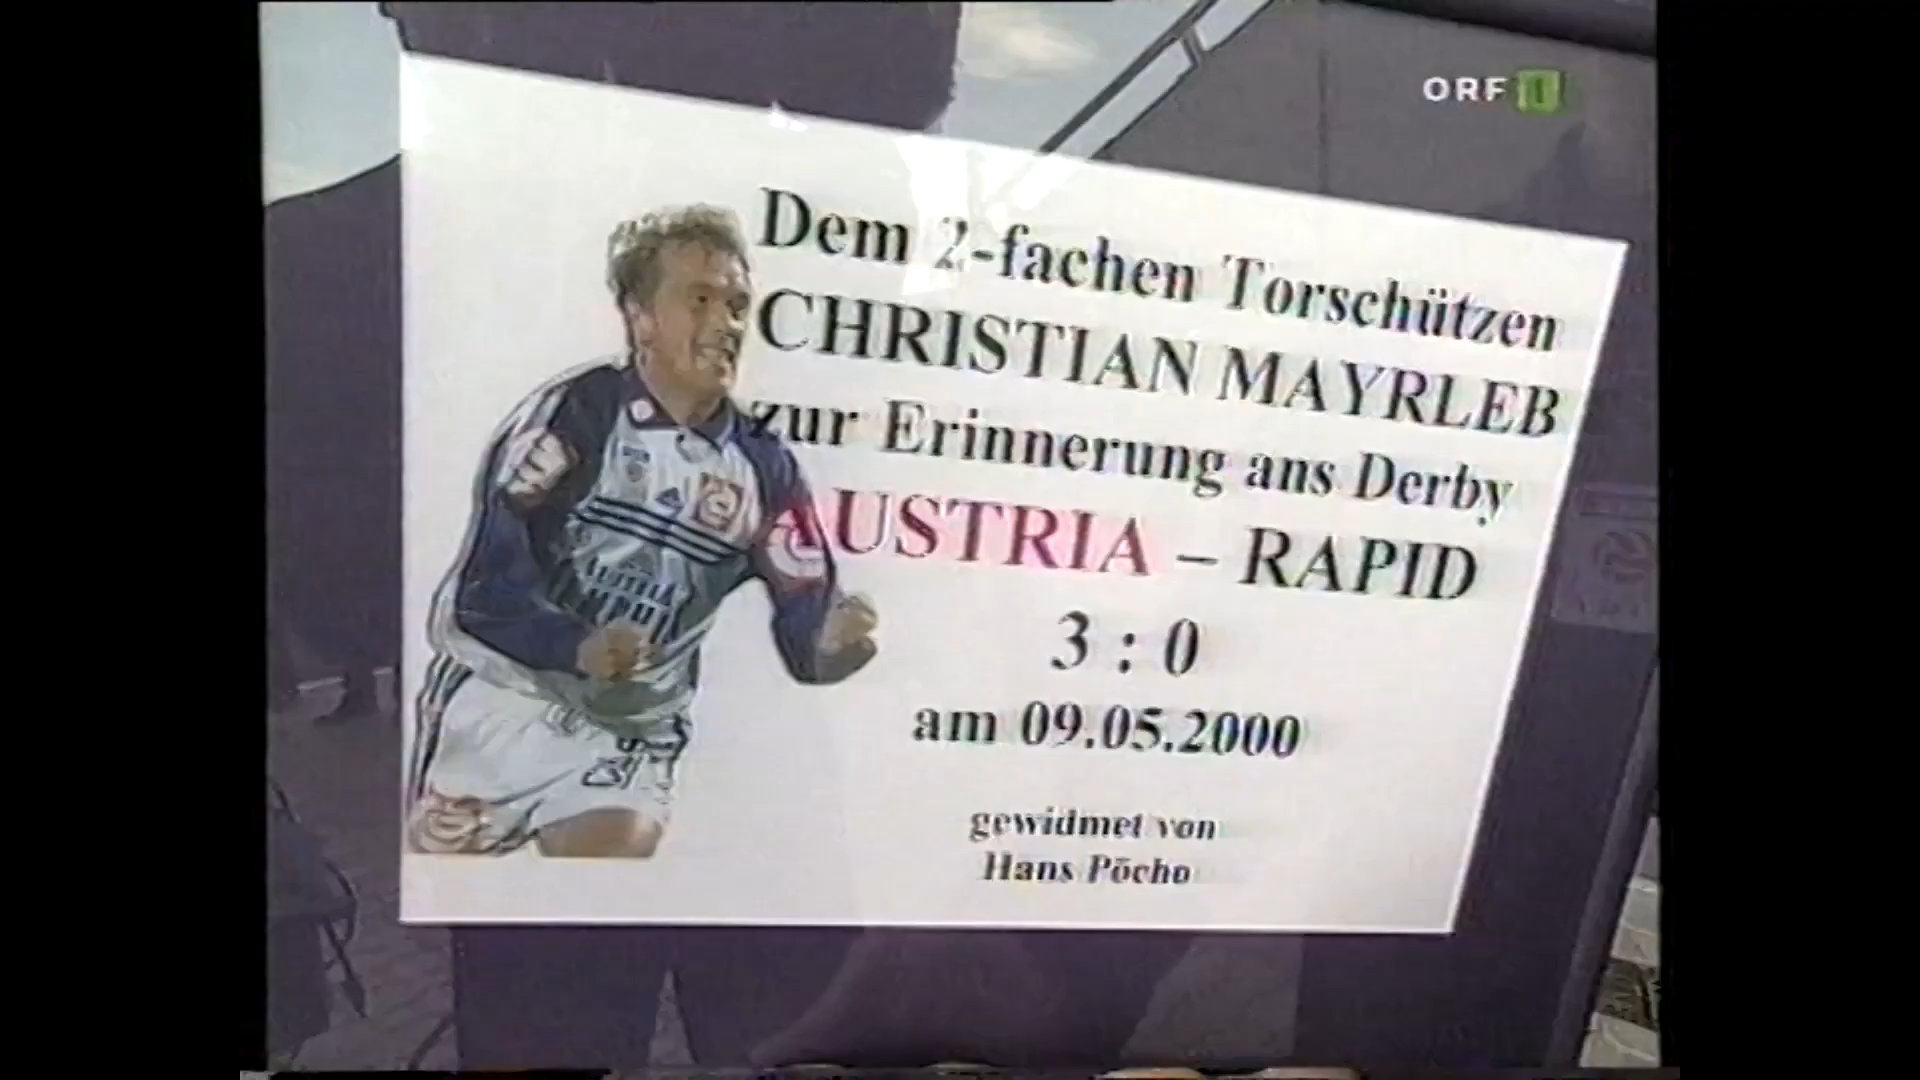 ORF 1
Dem 2-fachen Torschützen
CHRISTIAN MAYRLEB
zur Erinnerung ans Derby
AUSTRIA – RAPID
3 : 0
am 09.05.2000
gewidmet von
Hans Pöcho